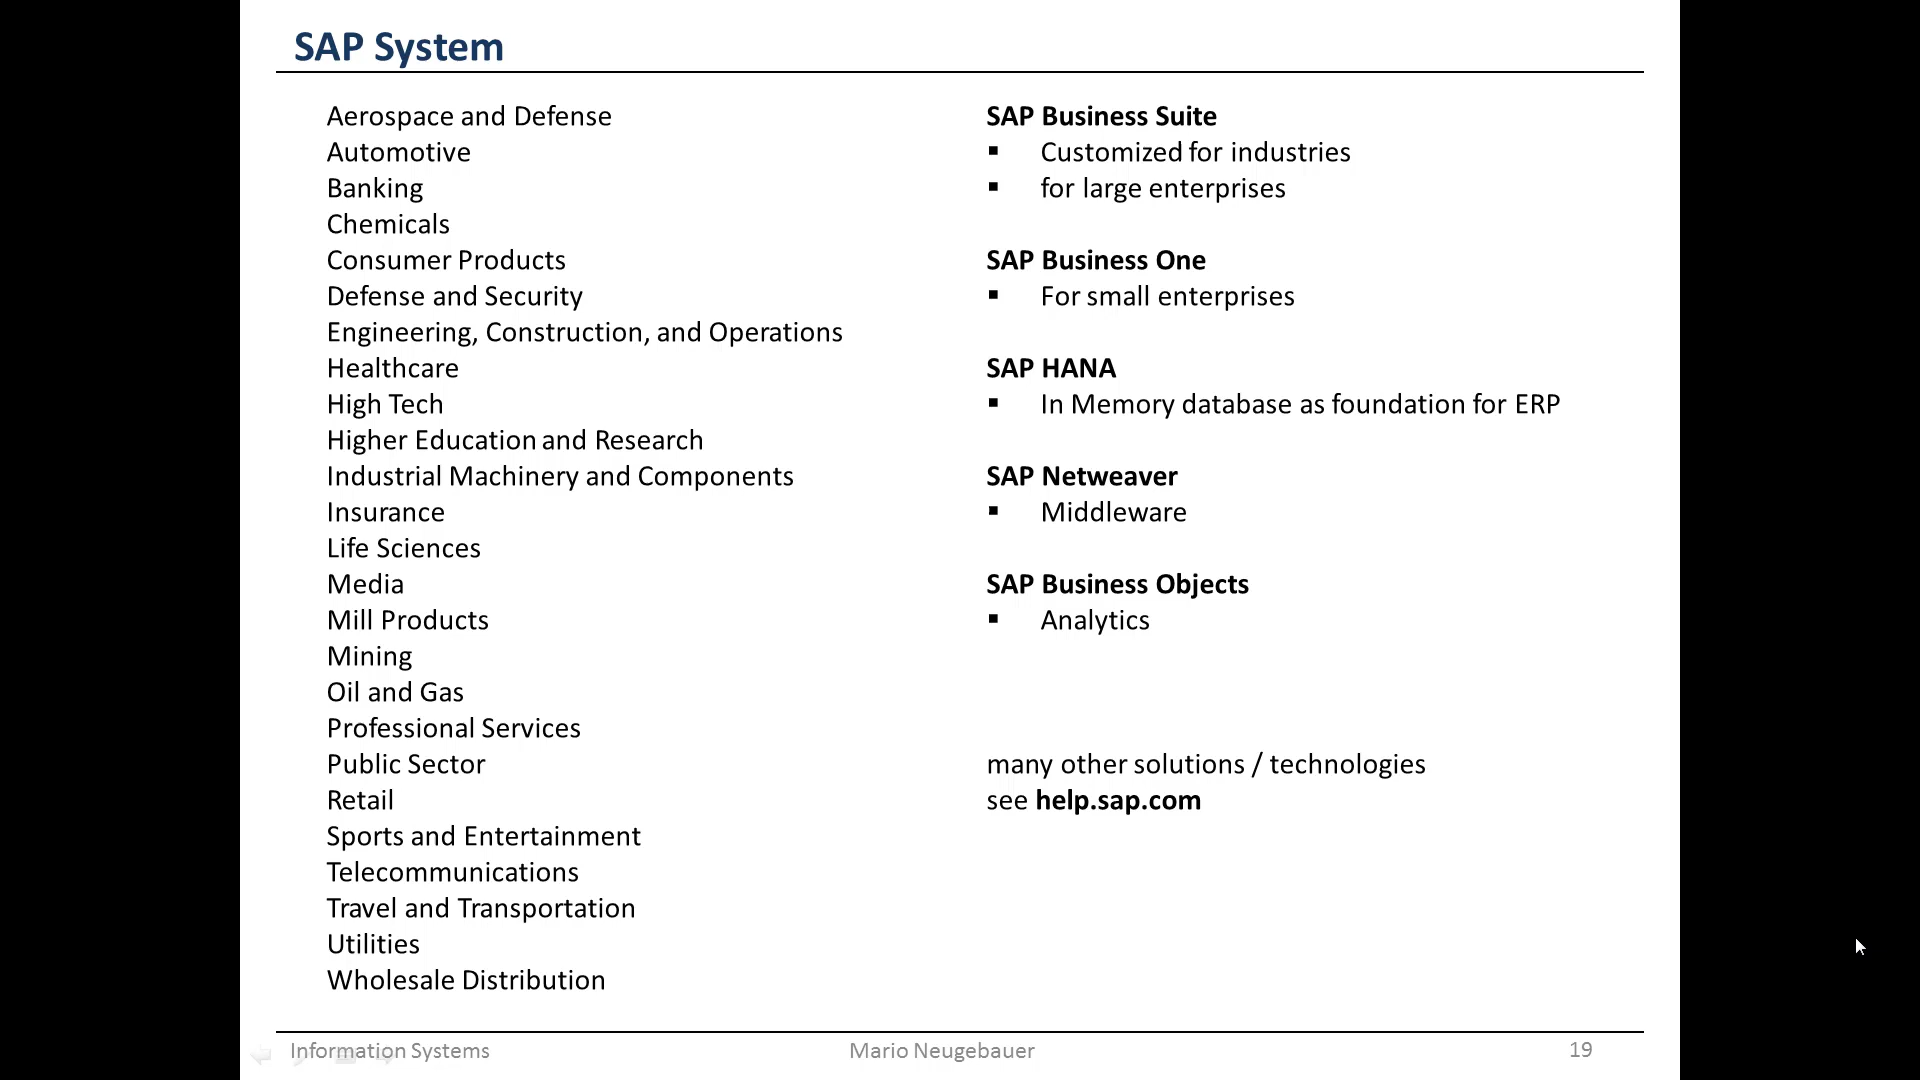 SAP System
Aerospace and Defense
Automotive
Banking
Chemicals
Consumer Products
Defense and Security
Engineering, Construction, and Operations
Healthcare
High Tech
Higher Education and Research
Industrial Machinery and Components
Insurance
Life Sciences
Media
Mill Products
Mining
Oil and Gas
Professional Services
Public Sector
Retail
Sports and Entertainment
Telecommunications
Travel and Transportation
Utilities
Wholesale Distribution
SAP Business Suite
▪ Customized for industries
▪ for large enterprises
SAP Business One
▪ For small enterprises
SAP HANA
▪ In Memory database as foundation for ERP
SAP Netweaver
▪ Middleware
SAP Business Objects
▪ Analytics
many other solutions / technologies
see help.sap.com
Information Systems
Mario Neugebauer
19